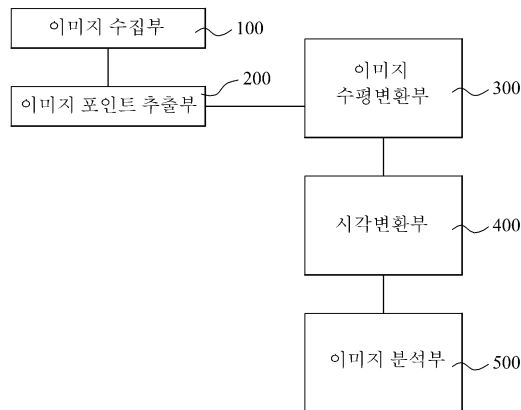 이미지 수집부
100
200
이미지 포인트 추출부
이미지
수평변환부
300
시각변환부
400
이미지 분석부
500